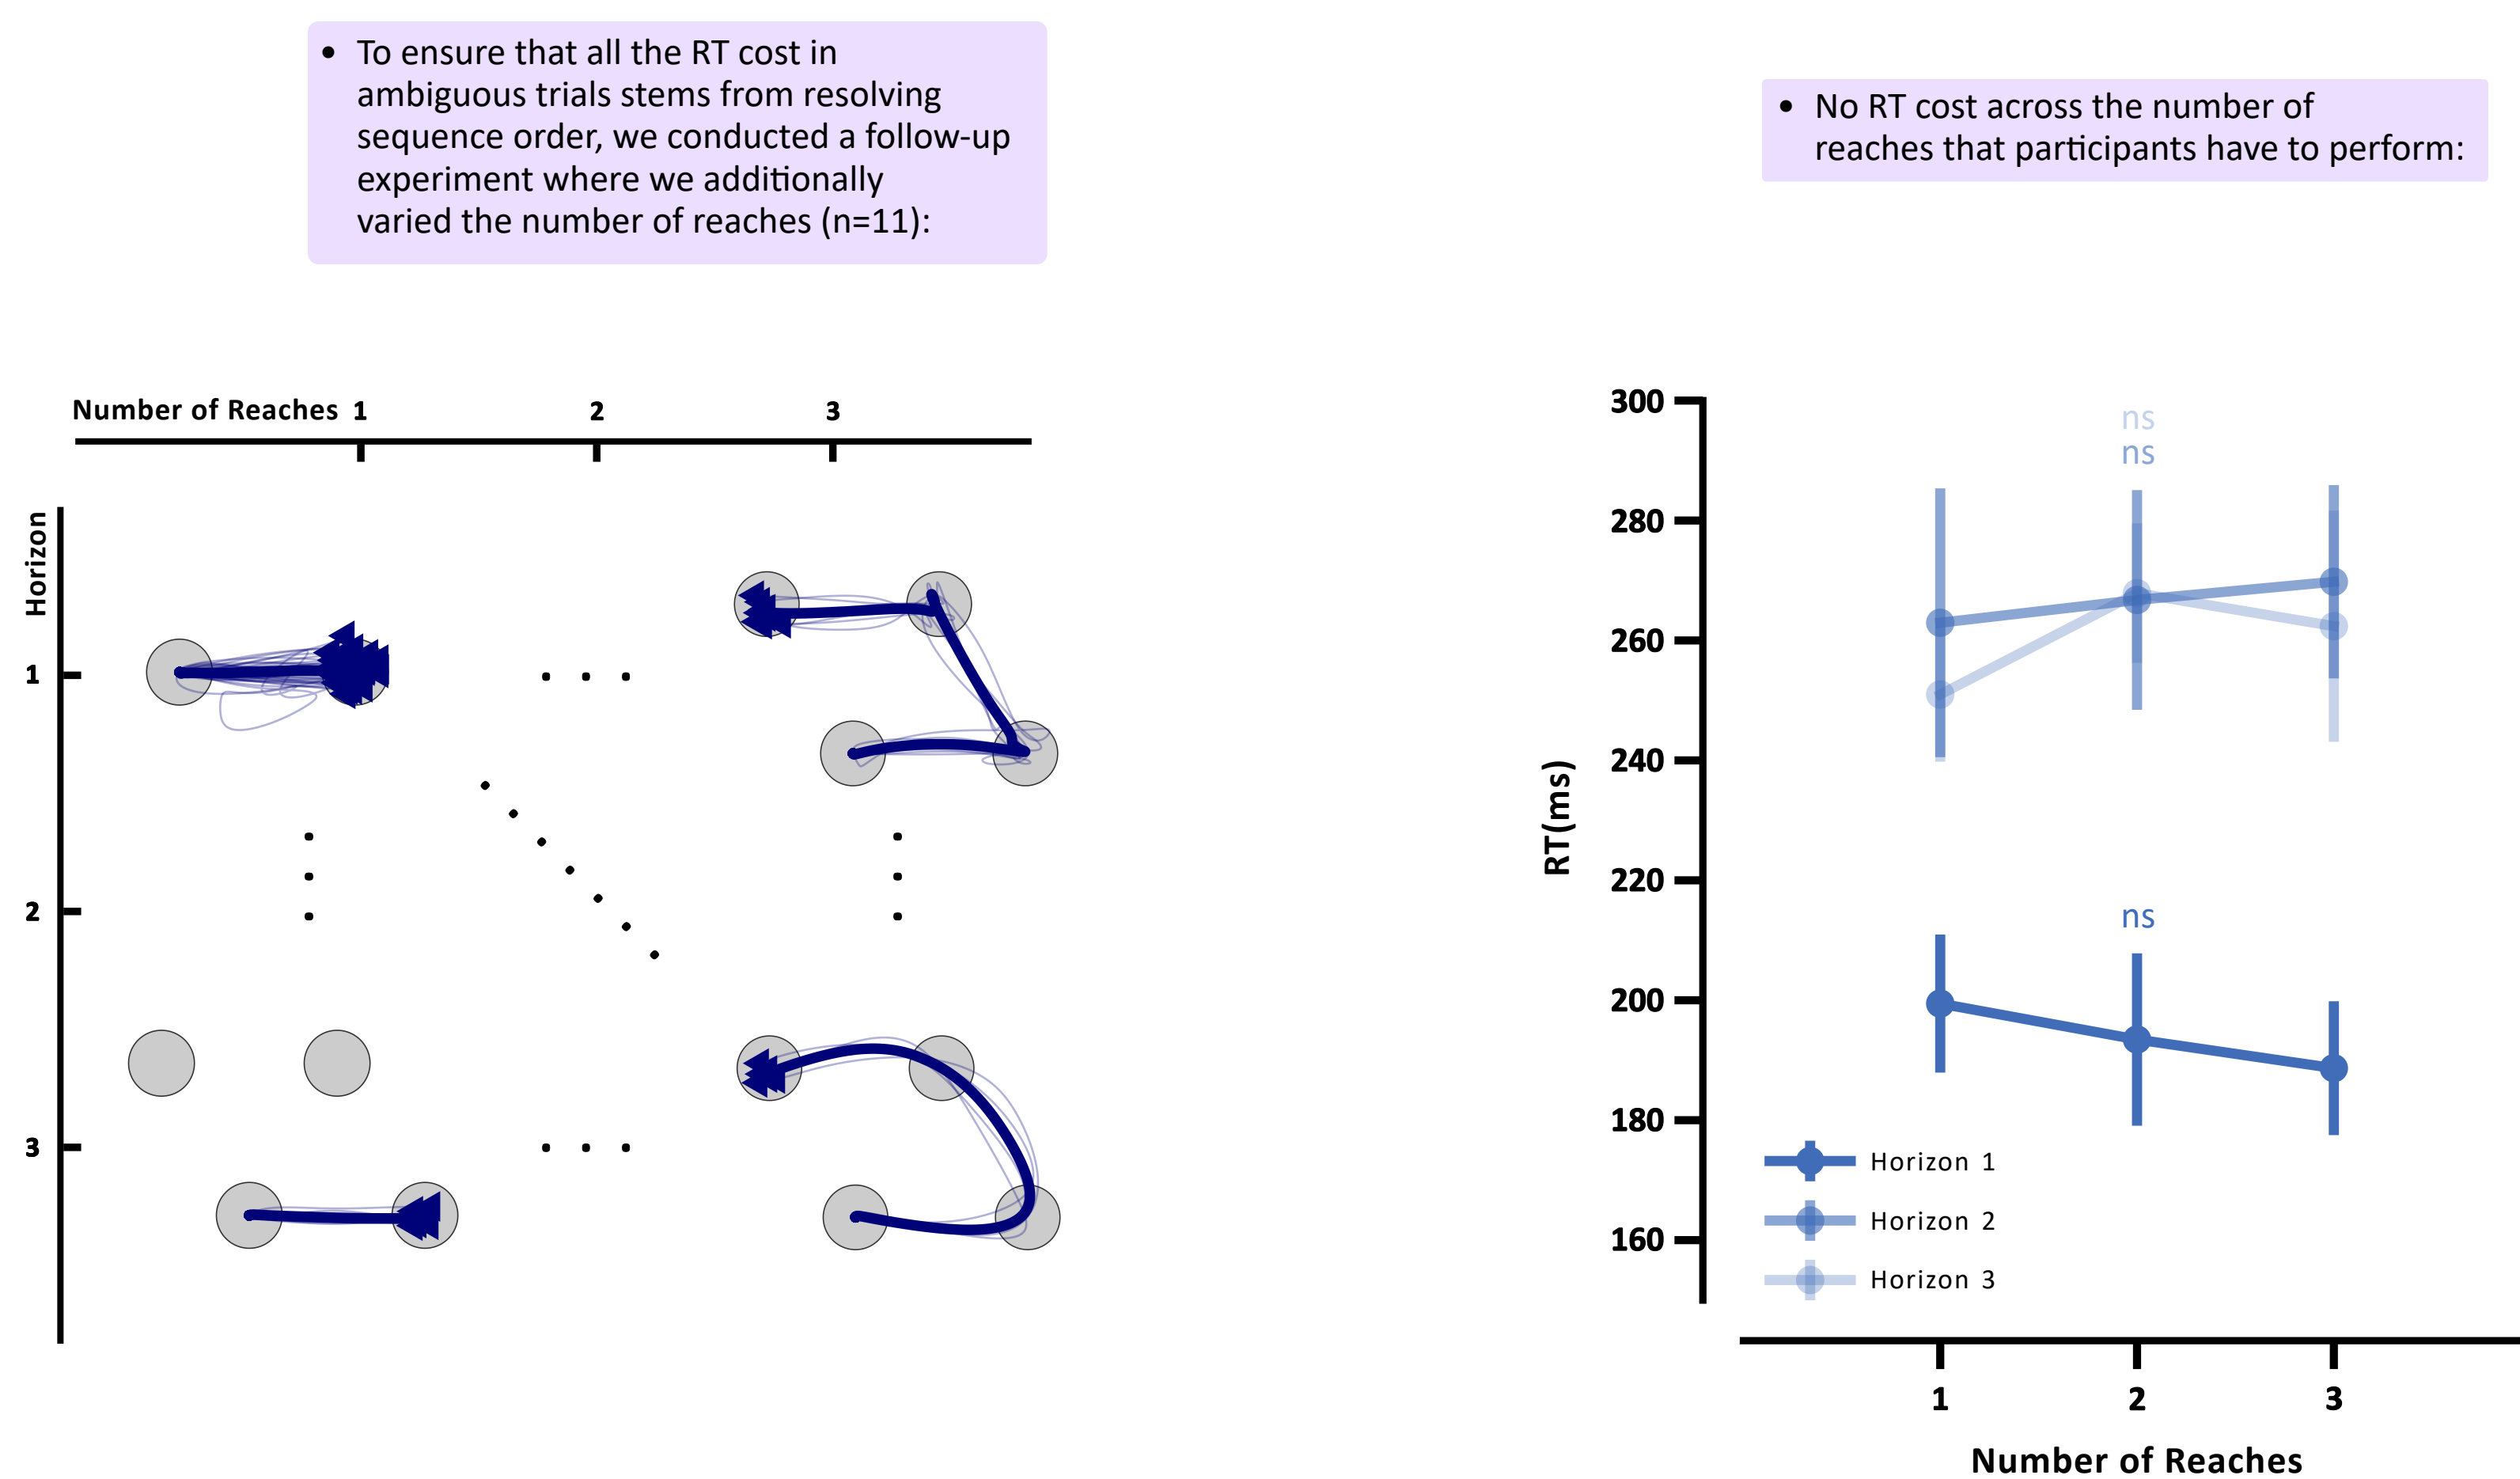 • To ensure that all the RT cost in
ambiguous trials stems from resolving
sequence order, we conducted a follow-up
experiment where we additionally
varied the number of reaches (n=11):
• No RT cost across the number of
reaches that participants have to perform:
Number of Reaches 1 2 3
Horizon
1
2
3
300
280
260
240
220
200
180
160
RT(ms)
ns
ns
ns
Horizon 1
Horizon 2
Horizon 3
1 2 3
Number of Reaches